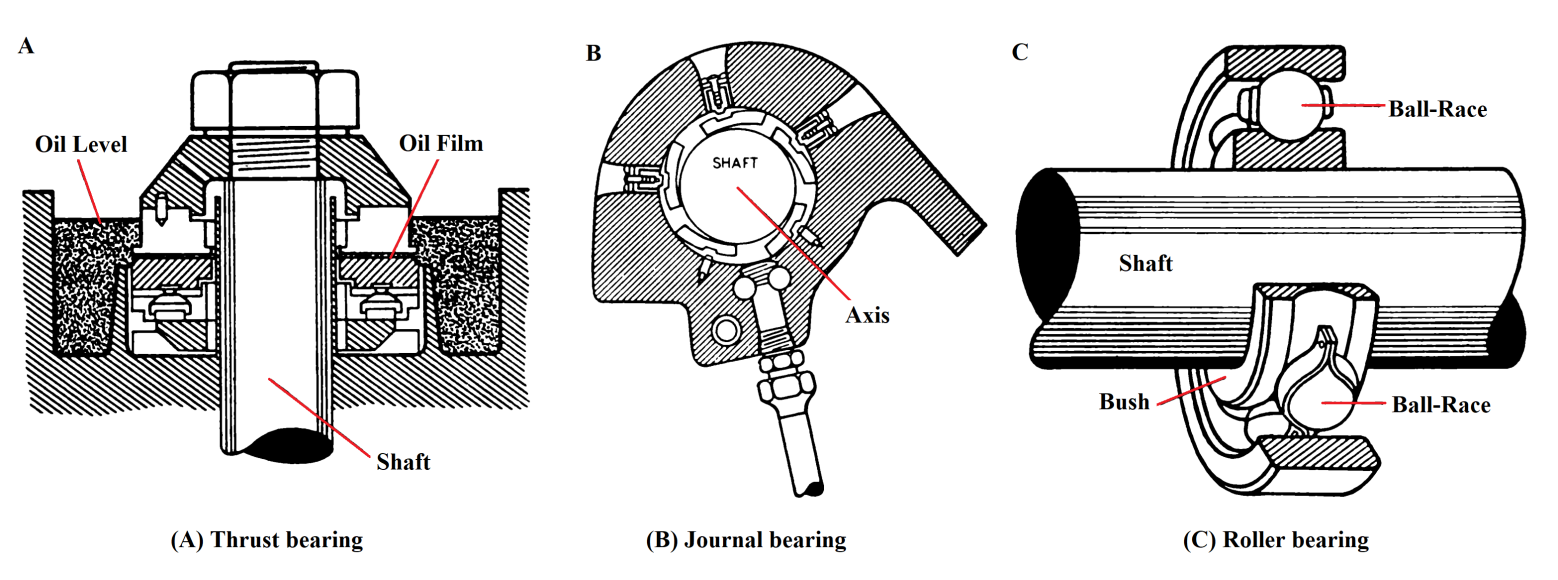 A
Oil Level
Oil Film
Shaft
(A) Thrust bearing
B
SHAFT
Axis
(B) Journal bearing
C
Ball-Race
Shaft
Bush
Ball-Race
(C) Roller bearing